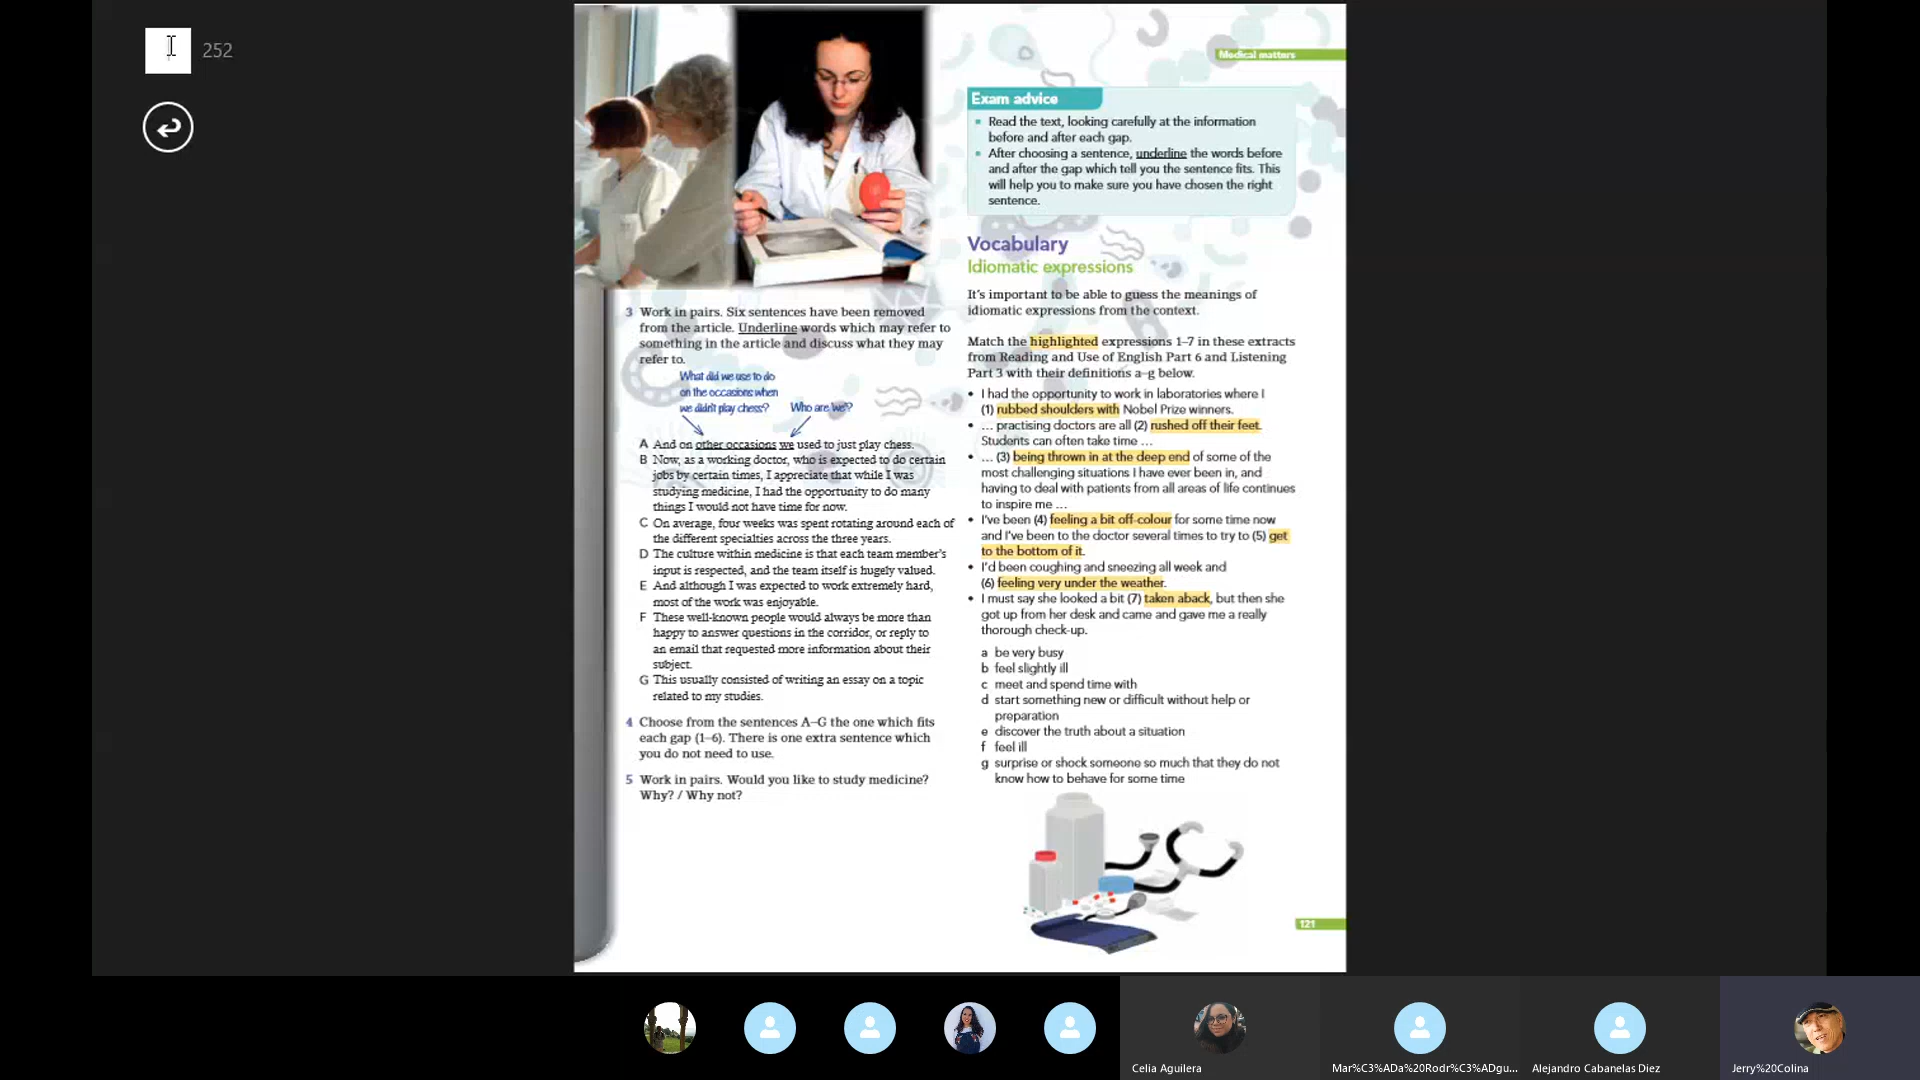 252
Medical matters
Exam advice
▪ Read the text, looking carefully at the information
before and after each gap.
▪ After choosing a sentence, underline the words before
and after the gap which tell you the sentence fits. This
will help you to make sure you have chosen the right
sentence.
3 Work in pairs. Six sentences have been removed
from the article. Underline words which may refer to
something in the article and discuss what they may
refer to.
What did we use to do
on the occasions when
we didn't play chess?
Who are 'we'?
A And on other occasions we used to just play chess.
B Now, as a working doctor, who is expected to do certain
jobs by certain times, I appreciate that while I was
studying medicine, I had the opportunity to do many
things I would not have time for now.
C On average, four weeks was spent rotating around each of
the different specialties across the three years.
D The culture within medicine is that each team member's
input is respected, and the team itself is hugely valued.
E And although I was expected to work extremely hard,
most of the work was enjoyable.
F These well-known people would always be more than
happy to answer questions in the corridor, or reply to
an email that requested more information about their
subject.
G This usually consisted of writing an essay on a topic
related to my studies.
4 Choose from the sentences A–G the one which fits
each gap (1–6). There is one extra sentence which
you do not need to use.
5 Work in pairs. Would you like to study medicine?
Why? / Why not?
Vocabulary
Idiomatic expressions
It's important to be able to guess the meanings of
idiomatic expressions from the context.
Match the highlighted expressions 1–7 in these extracts
from Reading and Use of English Part 6 and Listening
Part 3 with their definitions a–g below.
• I had the opportunity to work in laboratories where I
(1) rubbed shoulders with Nobel Prize winners.
• … practising doctors are all (2) rushed off their feet.
Students can often take time …
• … (3) being thrown in at the deep end of some of the
most challenging situations I have ever been in, and
having to deal with patients from all areas of life continues
to inspire me …
• I've been (4) feeling a bit off-colour for some time now
and I've been to the doctor several times to try to (5) get
to the bottom of it.
• I'd been coughing and sneezing all week and
(6) feeling very under the weather.
• I must say she looked a bit (7) taken aback, but then she
got up from her desk and came and gave me a really
thorough check-up.
a be very busy
b feel slightly ill
c meet and spend time with
d start something new or difficult without help or
preparation
e discover the truth about a situation
f feel ill
g surprise or shock someone so much that they do not
know how to behave for some time
121
Celia Aguilera
Mar%C3%ADa%20Rodr%C3%ADgu...
Alejandro Cabanelas Diez
Jerry%20Colina